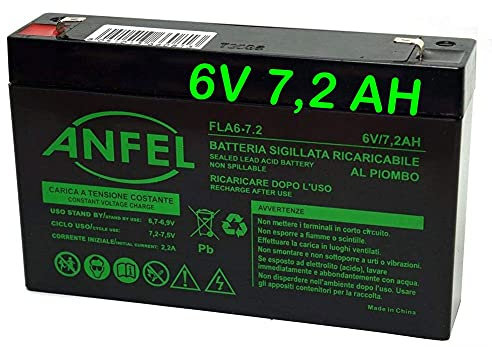 6V 7,2 AH
ANFEL
FLA6-7.2
6V/7,2AH
BATTERIA SIGILLATA RICARICABILE
AL PIOMBO
SEALED LEAD ACID BATTERY
NON SPILLABLE
RICARICARE DOPO L'USO
RECHARGE AFTER USE
CARICA A TENSIONE COSTANTE
CONSTANT VOLTAGE CHARGE
USO STAND BY/STAND BY USE: 6,7-6,9V
CICLO USO/CYCLE USE: 7,2-7,5V
CORRENTE INIZIALE/INITIAL CURRENT: 2,2A
Pb
AVVERTENZE
Non mettere i terminali in corto circuito.
Non esporre a fiamme o scintille.
Effettuare la carica in luoghi ventilati.
Non smontare e non sottoporre a urti o vibrazioni.
Se esposto ad elettrolito (acido), lavare
immediatamente e abbondantemente con acqua.
Non disperdere nell'ambiente dopo l'uso. Usare
gli appositi contenitori per la raccolta.
Made in China